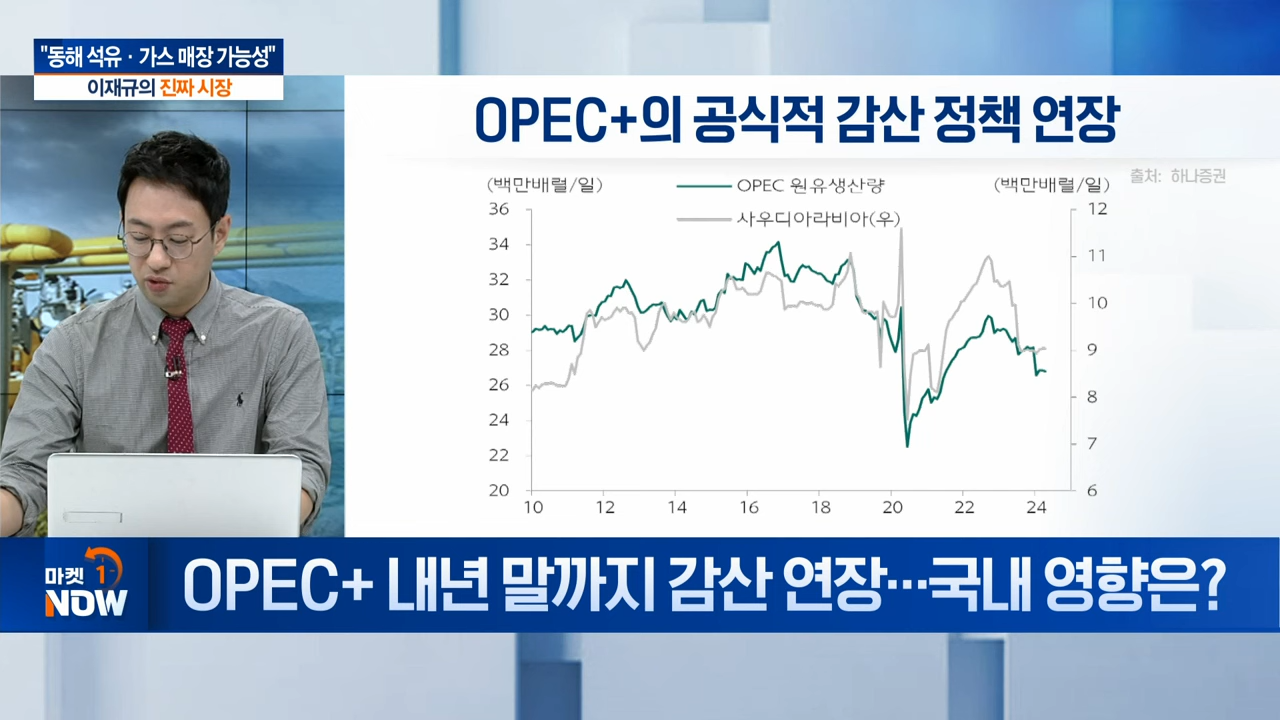 "동해 석유·가스 매장 가능성"
이재규의 진짜 시장
OPEC+의 공식적 감산 정책 연장
출처: 하나증권
(백만배럴/일)
OPEC 원유생산량
(백만배럴/일)
사우디아라비아(우)
36
34
32
30
28
26
24
22
20
12
11
10
9
8
7
6
10 12 14 16 18 20 22 24
마켓 1
NOW
OPEC+ 내년 말까지 감산 연장…국내 영향은?